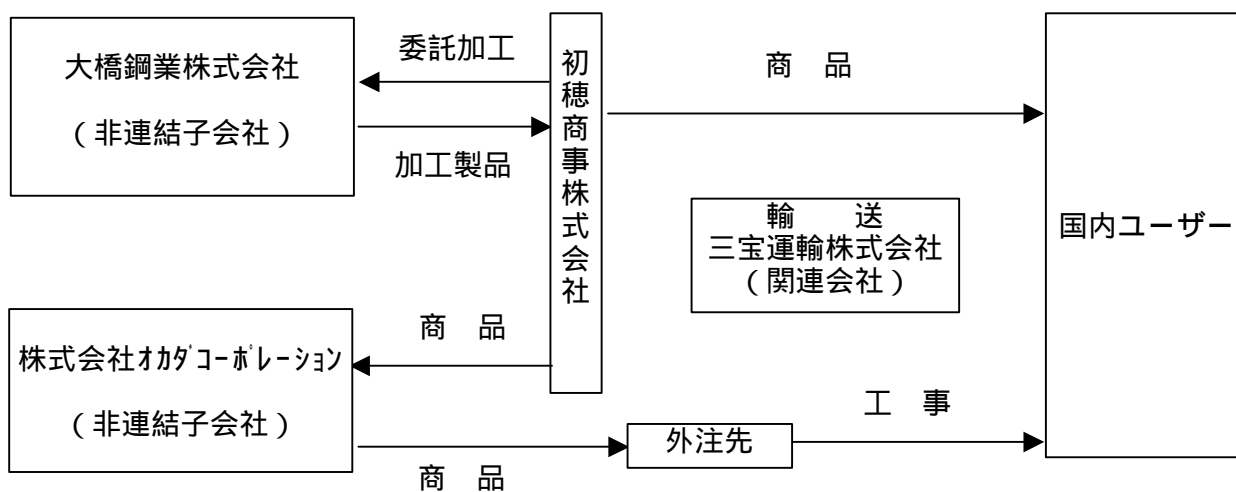 大橋鋼業株式会社
（非連結子会社）
委託加工
加工製品
初穂商事株式会社
商　品
輸　　送
三宝運輸株式会社
（関連会社）
国内ユーザー
株式会社ｵｶﾀﾞｺｰﾎﾟﾚｰｼｮﾝ
（非連結子会社）
商　品
商　品
外注先
工　事